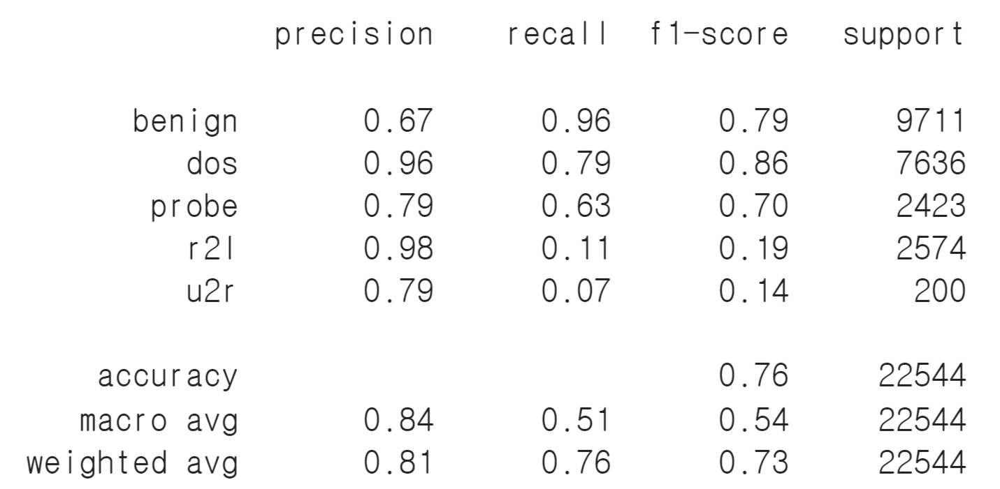 precision recall f1-score support
benign 0.67 0.96 0.79 9711
dos 0.96 0.79 0.86 7636
probe 0.79 0.63 0.70 2423
r2l 0.98 0.11 0.19 2574
u2r 0.79 0.07 0.14 200
accuracy 0.76 22544
macro avg 0.84 0.51 0.54 22544
weighted avg 0.81 0.76 0.73 22544